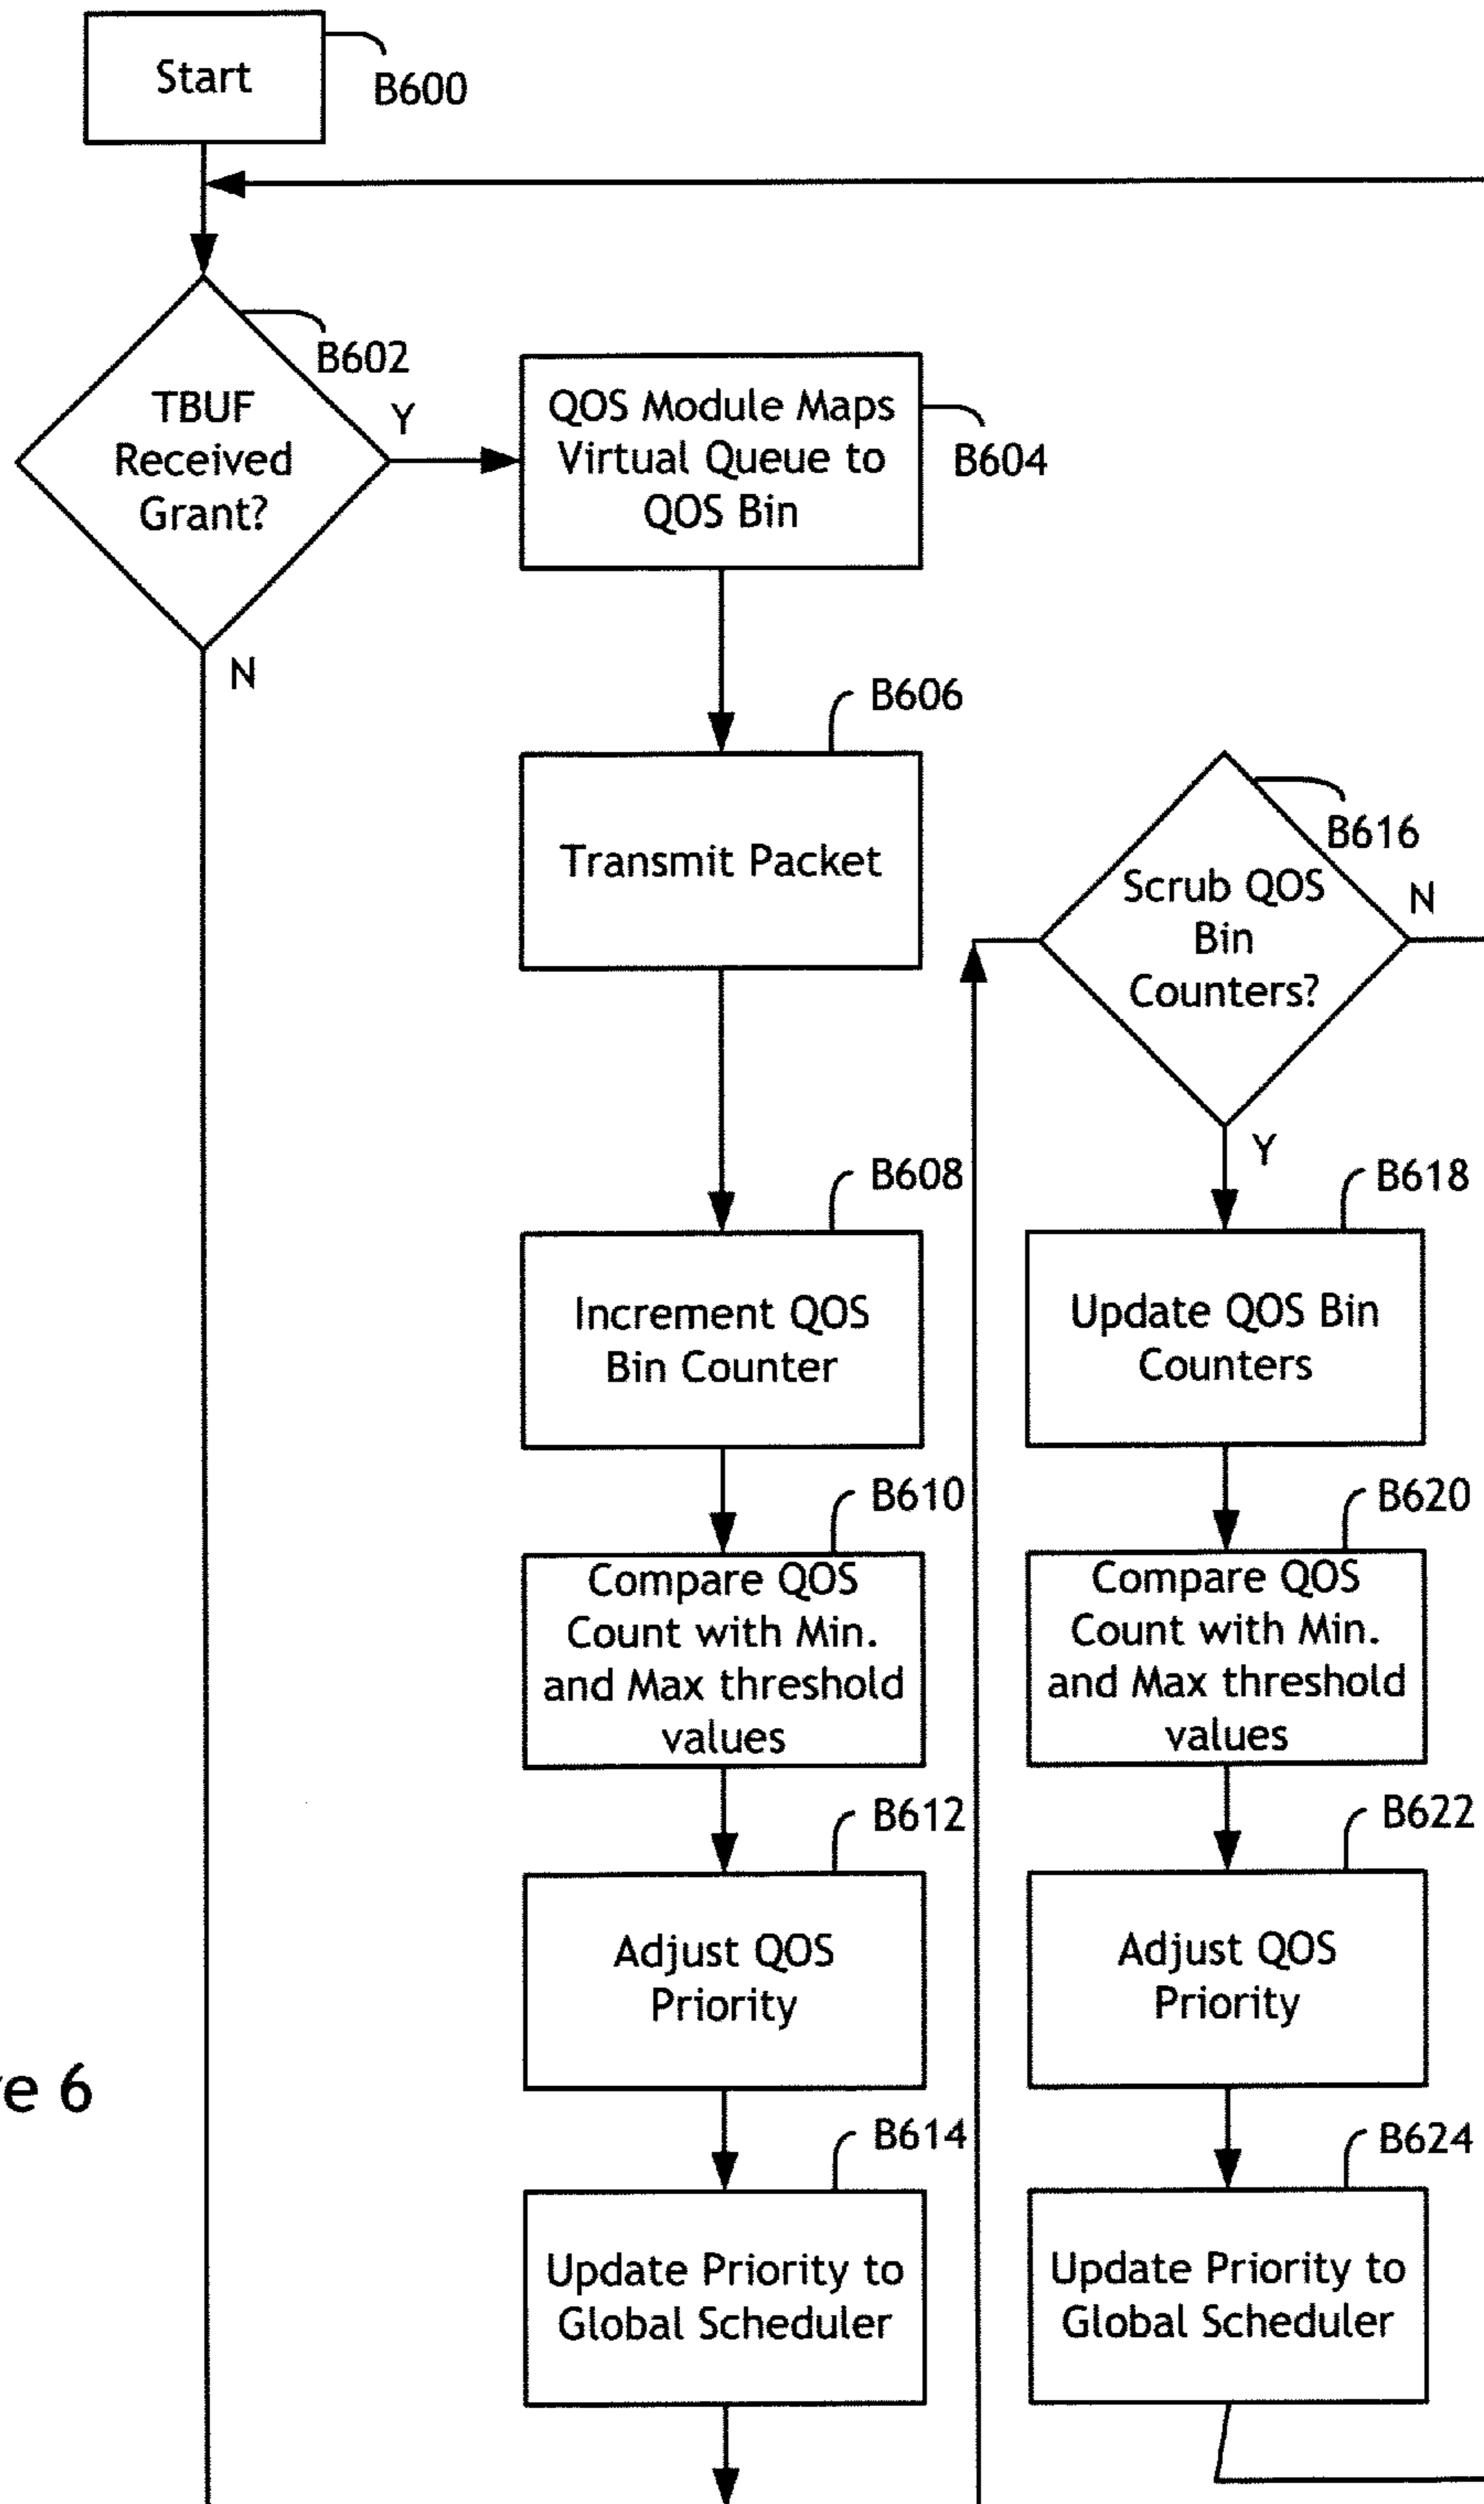 Start
B600
B602
TBUF
Received
Grant?
Y
N
QOS Module Maps
Virtual Queue to
QOS Bin
B604
B606
Transmit Packet
B608
Increment QOS
Bin Counter
B610
Compare QOS
Count with Min.
and Max threshold
values
B612
Adjust QOS
Priority
B614
Update Priority to
Global Scheduler
B616
Scrub QOS
Bin
Counters?
N
Y
B618
Update QOS Bin
Counters
B620
Compare QOS
Count with Min.
and Max threshold
values
B622
Adjust QOS
Priority
B624
Update Priority to
Global Scheduler
e 6